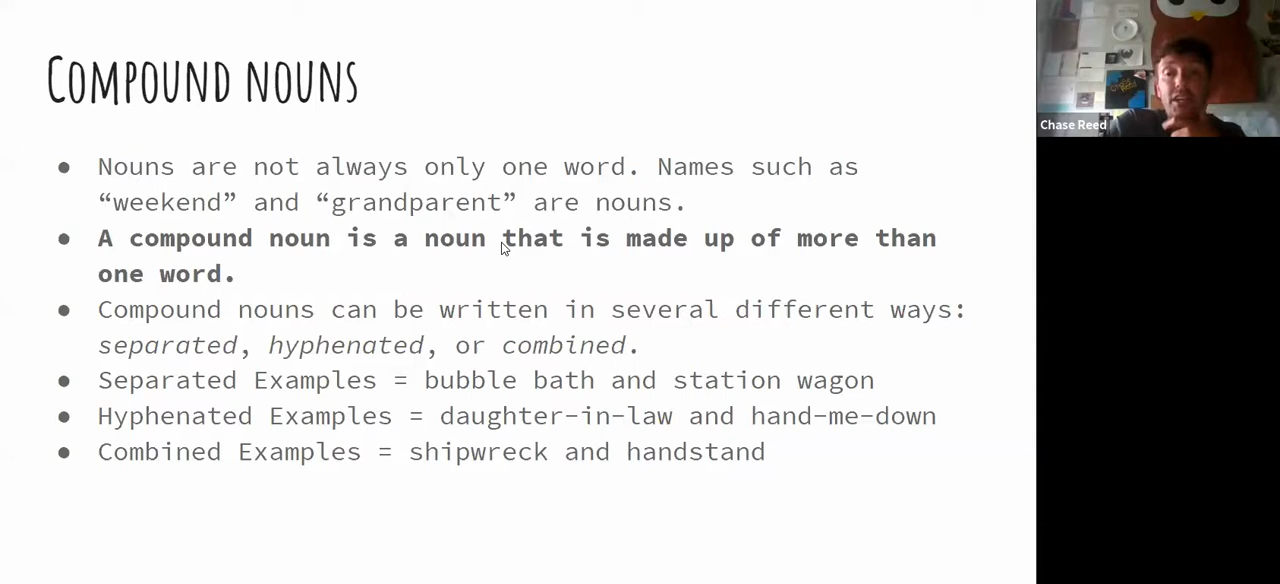 COMPOUND NOUNS
● Nouns are not always only one word. Names such as
“weekend” and “grandparent” are nouns.
● A compound noun is a noun that is made up of more than
one word.
● Compound nouns can be written in several different ways:
separated, hyphenated, or combined.
● Separated Examples = bubble bath and station wagon
● Hyphenated Examples = daughter-in-law and hand-me-down
● Combined Examples = shipwreck and handstand
Chase Reed